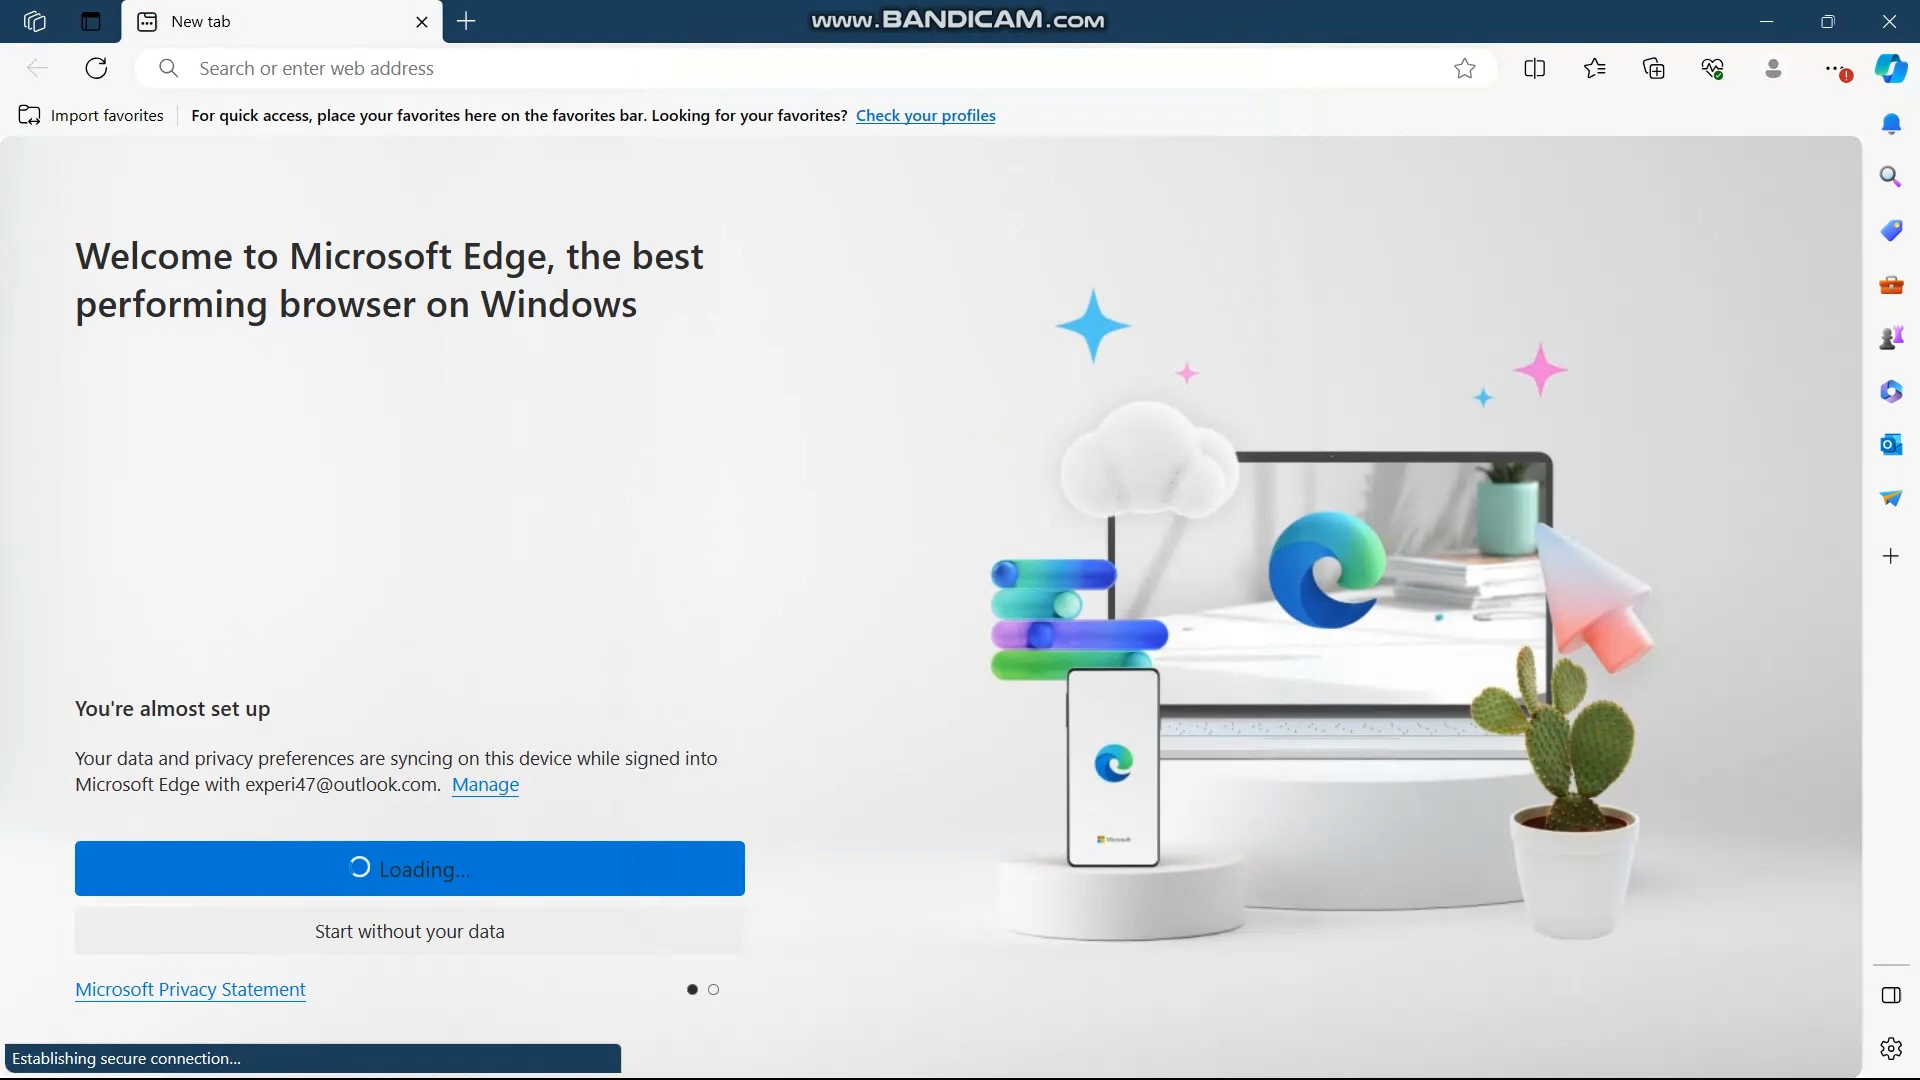 New tab
www.BANDICAM.com
Search or enter web address
Import favorites
For quick access, place your favorites here on the favorites bar. Looking for your favorites? Check your profiles
Welcome to Microsoft Edge, the best
performing browser on Windows
You're almost set up
Your data and privacy preferences are syncing on this device while signed into
Microsoft Edge with experi47@outlook.com. Manage
Microsoft
Loading...
Start without your data
Microsoft Privacy Statement
Establishing secure connection...